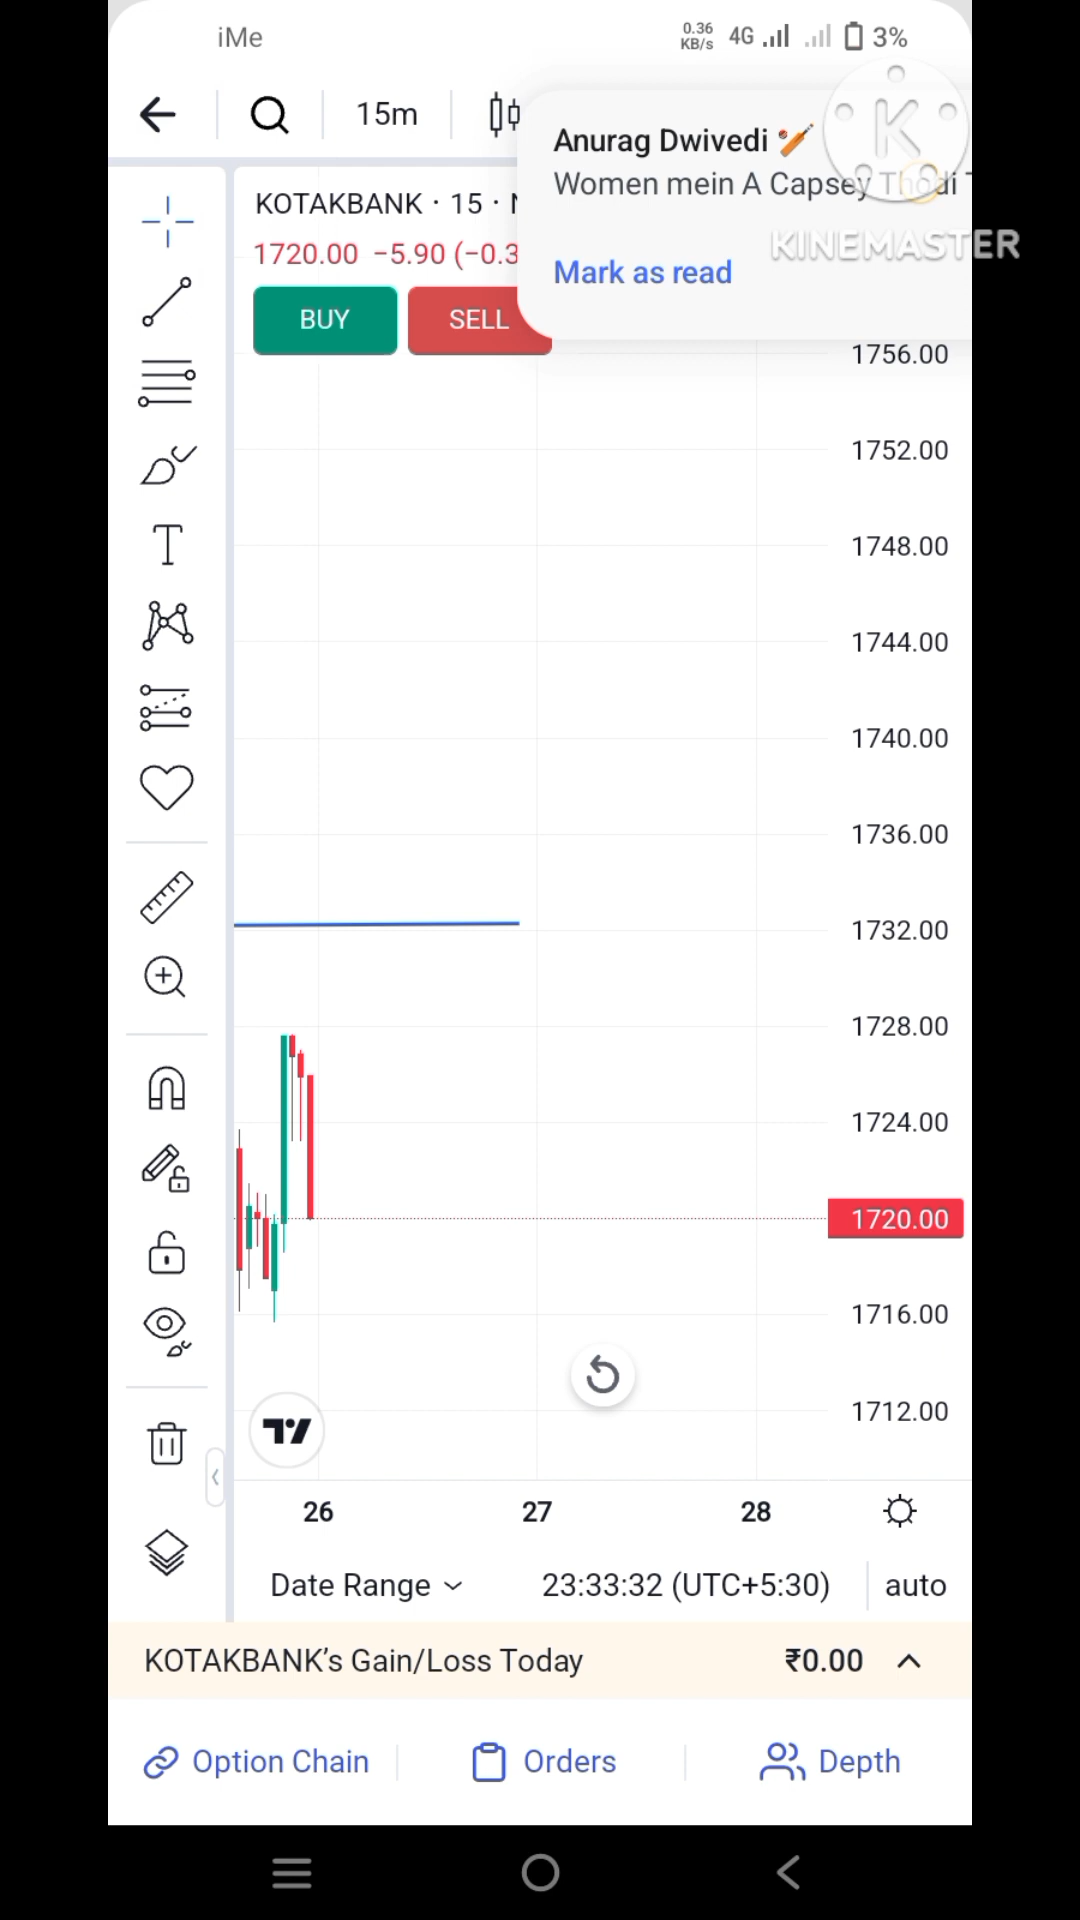 iMe
0.36
KB/s
4G
3%
15m
Anurag Dwivedi 🏏
Women mein A Capsey Thodi
Mark as read
KINEMASTER
KOTAKBANK · 15 ·
1720.00 −5.90 (−0.3
BUY
SELL
1756.00
1752.00
1748.00
1744.00
1740.00
1736.00
1732.00
1728.00
1724.00
1720.00
1716.00
1712.00
26 27 28
Date Range
23:33:32 (UTC+5:30)
auto
KOTAKBANK’s Gain/Loss Today
₹0.00
Option Chain
Orders
Depth